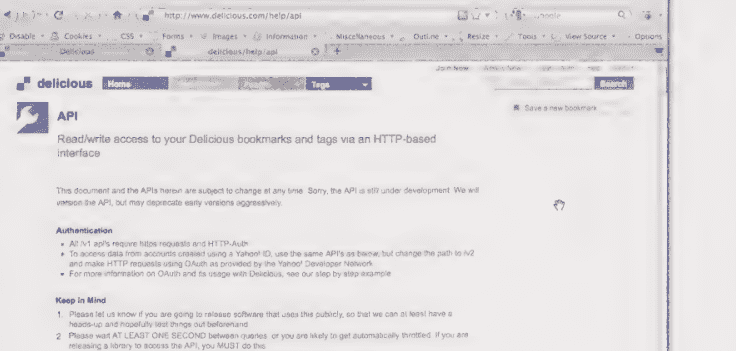 http://www.delicious.com/help/api
Disable Cookies CSS Forms Images Information Miscellaneous Outline Resize Tools View Source Options
Delicious delicious/help/api
Join Now
delicious Home Tags Search
Save a new bookmark
API
Read/write access to your Delicious bookmarks and tags via an HTTP-based
interface
This document and the APIs herein are subject to change at any time. Sorry, the API is still under development. We will
version the API, but may deprecate early versions aggressively.
Authentication
All /v1 api's require https requests and HTTP-Auth
To access data from accounts created using a Yahoo! ID, use the same API's as below, but change the path to /v2
and make HTTP requests using OAuth as provided by the Yahoo! Developer Network
For more information on OAuth and its usage with Delicious, see our step by step example
Keep in Mind
1. Please let us know if you are going to release software that uses this publicly, so that we can at least have a
heads-up and hopefully test things out beforehand
2. Please wait AT LEAST ONE SECOND between queries, or you are likely to get automatically throttled. If you are
releasing a library to access the API, you MUST do this